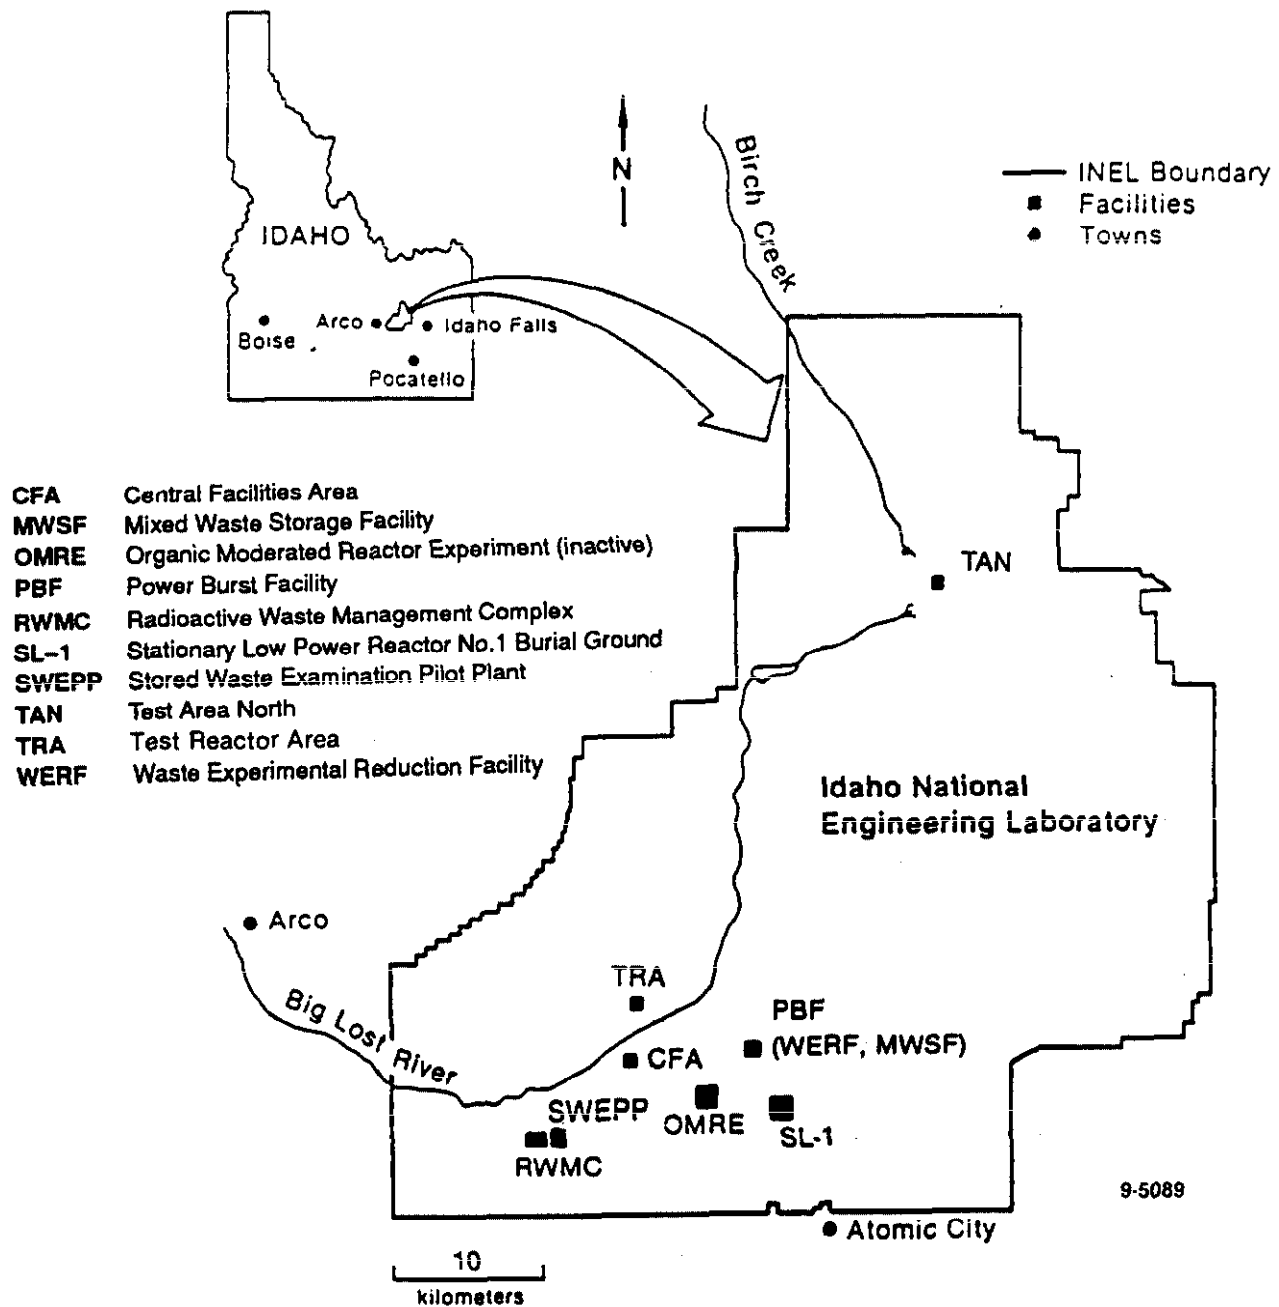 N
Birch Creek
INEL Boundary
Facilities
Towns
IDAHO
Arco
Idaho Falls
Boise
Pocatello
CFA Central Facilities Area
MWSF Mixed Waste Storage Facility
OMRE Organic Moderated Reactor Experiment (inactive)
PBF Power Burst Facility
RWMC Radioactive Waste Management Complex
SL-1 Stationary Low Power Reactor No.1 Burial Ground
SWEPP Stored Waste Examination Pilot Plant
TAN Test Area North
TRA Test Reactor Area
WERF Waste Experimental Reduction Facility
TAN
Idaho National
Engineering Laboratory
Arco
Big Lost River
TRA
PBF
(WERF, MWSF)
CFA
SWEPP
OMRE
SL-1
RWMC
9-5089
Atomic City
10
kilometers